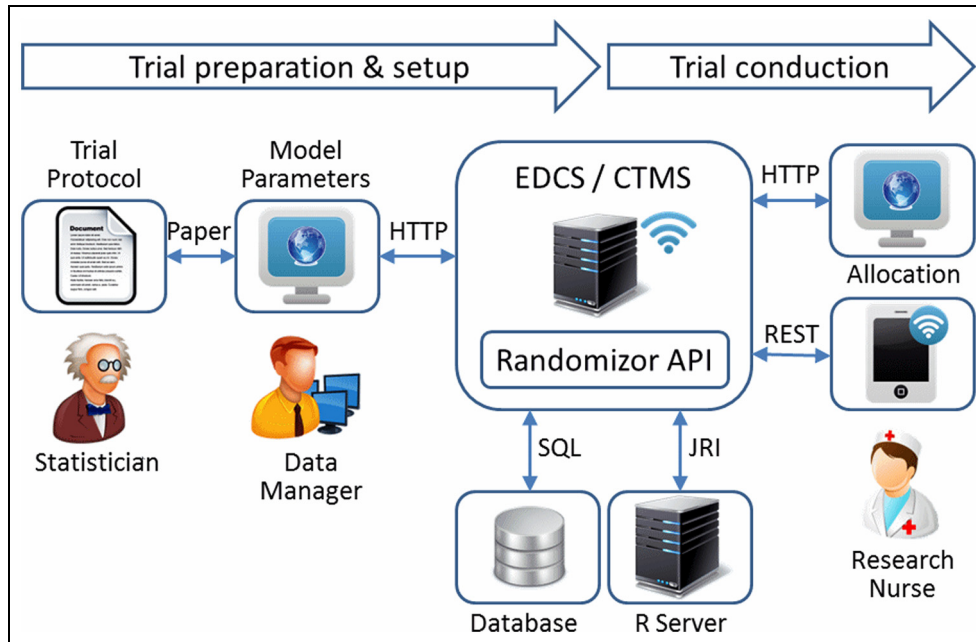 Trial preparation & setup
Trial conduction
Trial
Protocol
Model
Parameters
EDCS / CTMS
HTTP
Document
Paper
HTTP
Allocation
REST
Randomizor API
Statistician
Data
Manager
SQL
JRI
Research
Nurse
Database
R Server